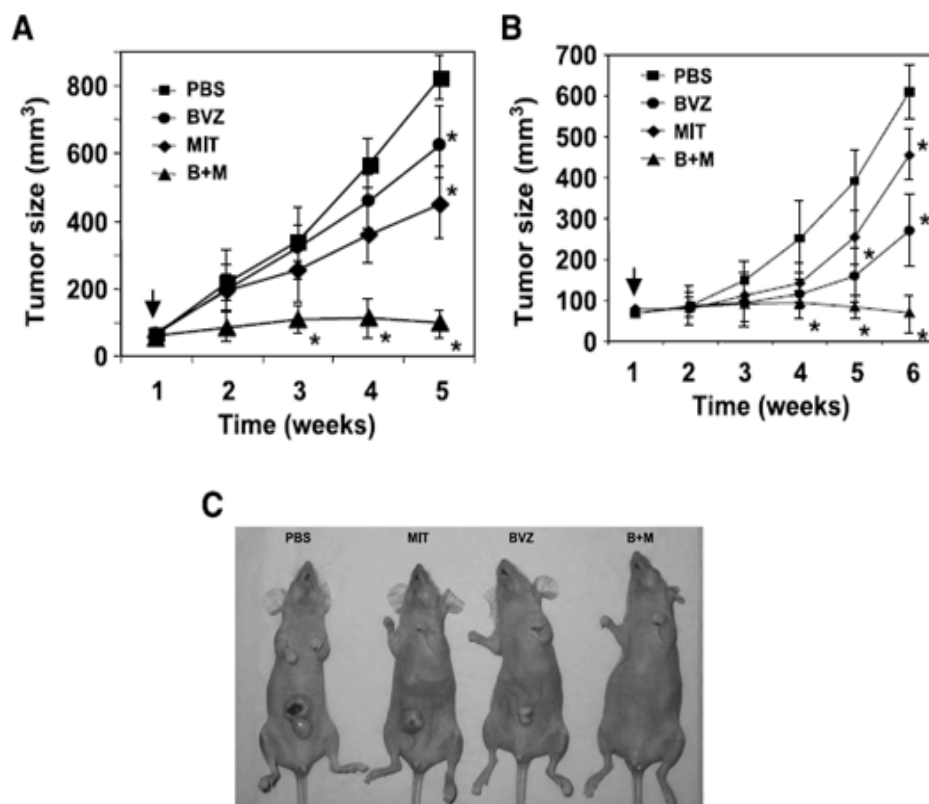 A
Tumor size (mm³)
800
600
400
200
0
PBS
BVZ
MIT
B+M
*
*
*
*
*
1 2 3 4 5
Time (weeks)
B
Tumor size (mm³)
700
600
500
400
300
200
100
0
PBS
BVZ
MIT
B+M
*
*
*
*
*
*
1 2 3 4 5 6
Time (weeks)
C
PBS MIT BVZ B+M